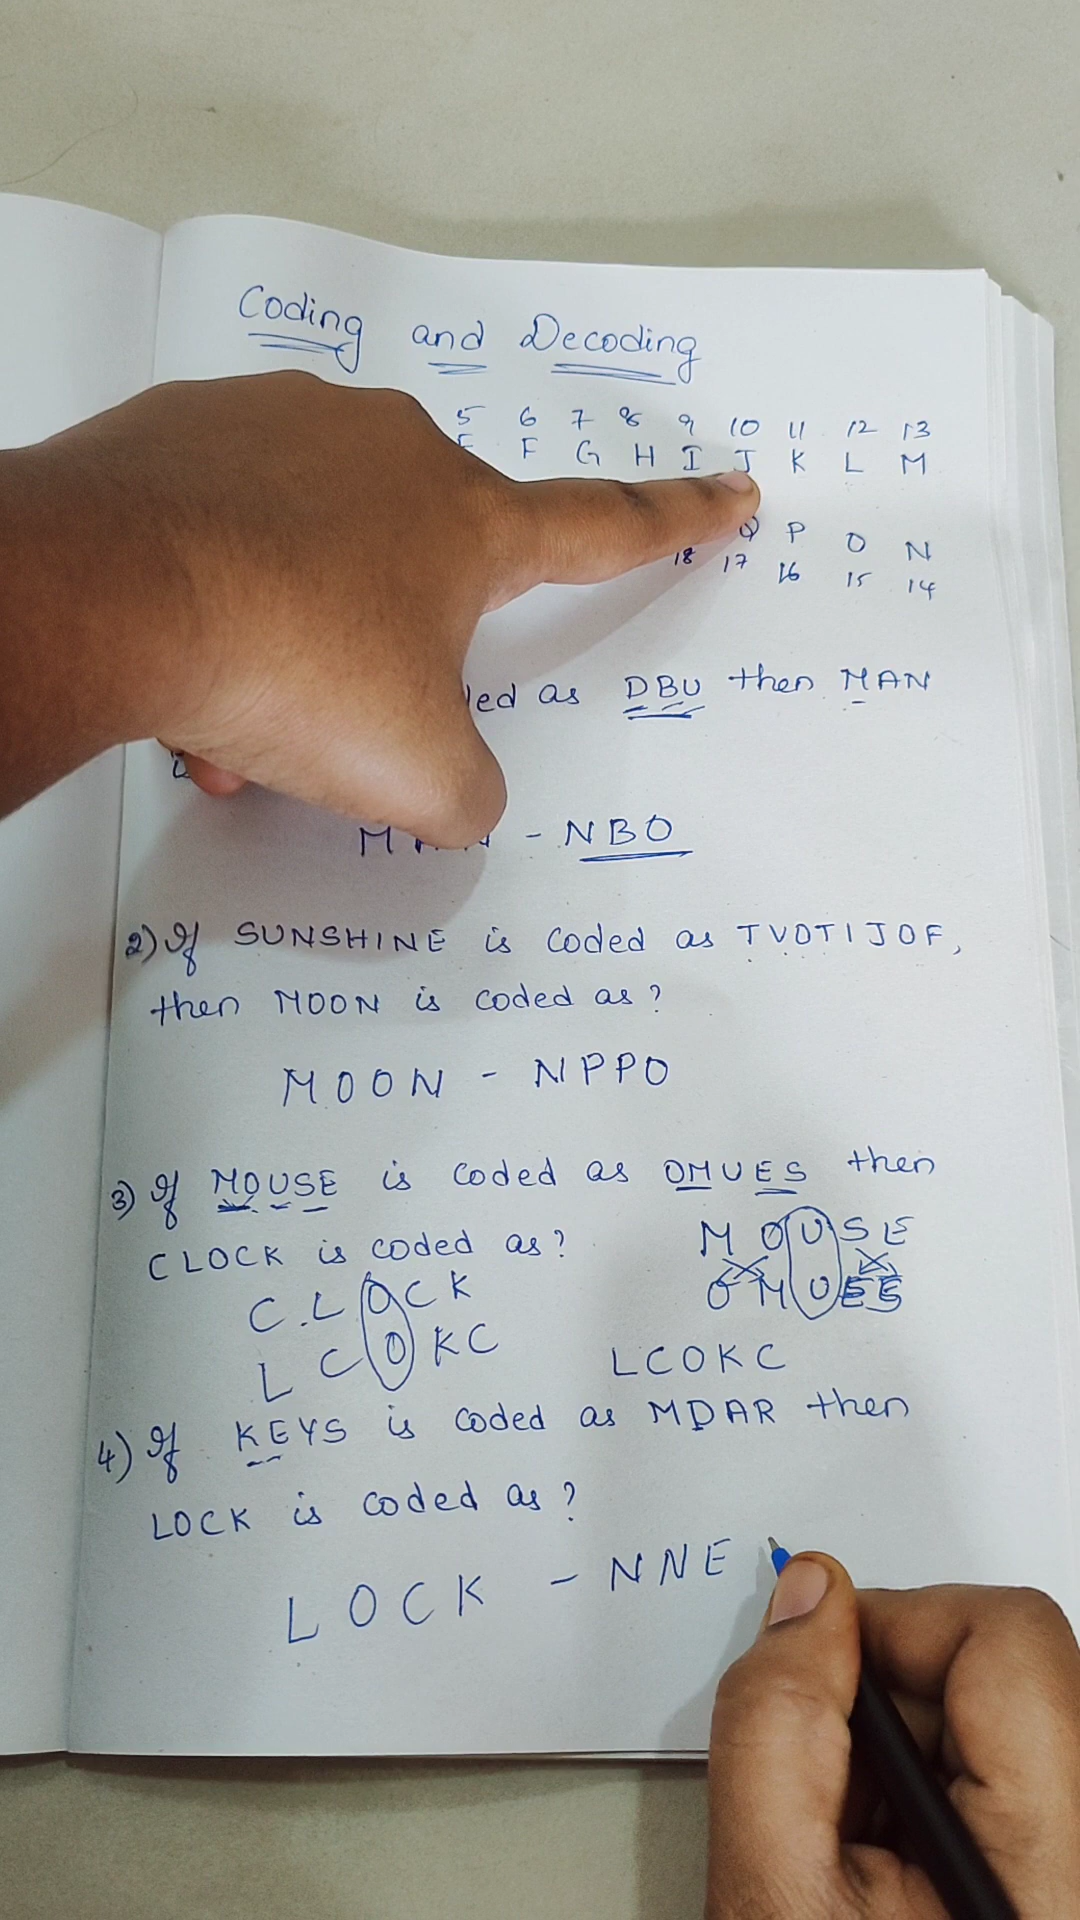 Coding and Decoding
5 6 7 8 9 10 11 12 13
F G H I J K L M
Q P O N
18 17 16 15 14
as DBU then MAN
- NBO
2) If SUNSHINE is coded as TVOTIJOF,
then MOON is coded as?
MOON - NPPO
3) If MOUSE is coded as OMUES then
CLOCK is coded as?
MOUSE
OMUES
C.LOCK
LCOKC
LCOKC
4) If KEYS is coded as MDAR then
LOCK is coded as?
LOCK - NNE